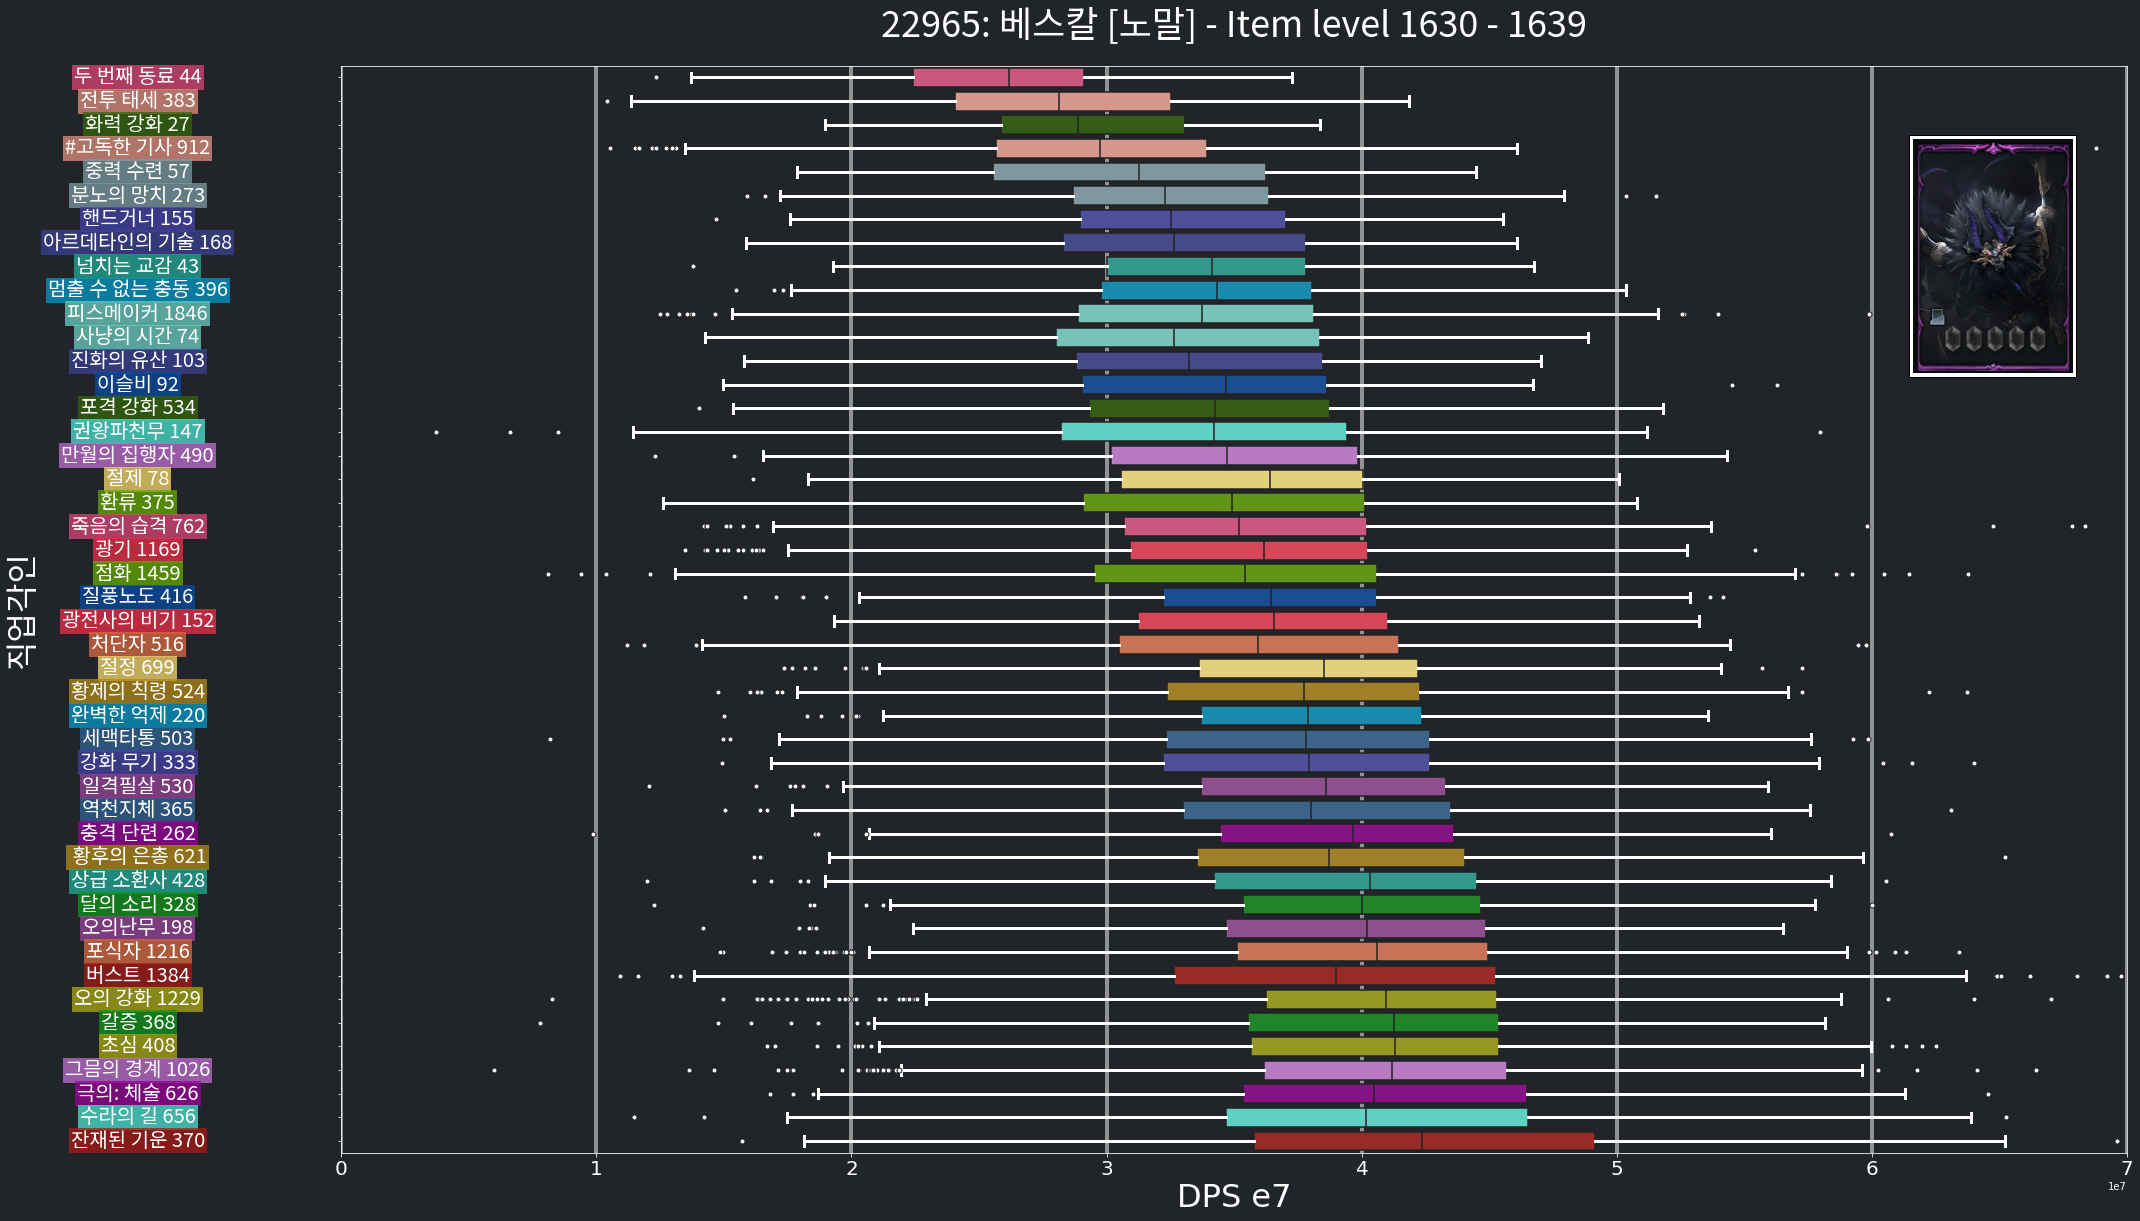 22965: 베스칼 [노말] - Item level 1630 - 1639
직업각인
두 번째 동료 44
전투 태세 383
화력 강화 27
#고독한 기사 912
중력 수련 57
분노의 망치 273
핸드거너 155
아르데타인의 기술 168
넘치는 교감 43
멈출 수 없는 충동 396
피스메이커 1846
사냥의 시간 74
진화의 유산 103
이슬비 92
포격 강화 534
권왕파천무 147
만월의 집행자 490
절제 78
환류 375
죽음의 습격 762
광기 1169
점화 1459
질풍노도 416
광전사의 비기 152
처단자 516
절정 699
황제의 칙령 524
완벽한 억제 220
세맥타통 503
강화 무기 333
일격필살 530
역천지체 365
충격 단련 262
황후의 은총 621
상급 소환사 428
달의 소리 328
오의난무 198
포식자 1216
버스트 1384
오의 강화 1229
갈증 368
초심 408
그믐의 경계 1026
극의: 체술 626
수라의 길 656
잔재된 기운 370
0 1 2 3 4 5 6 7
1e7
DPS e7